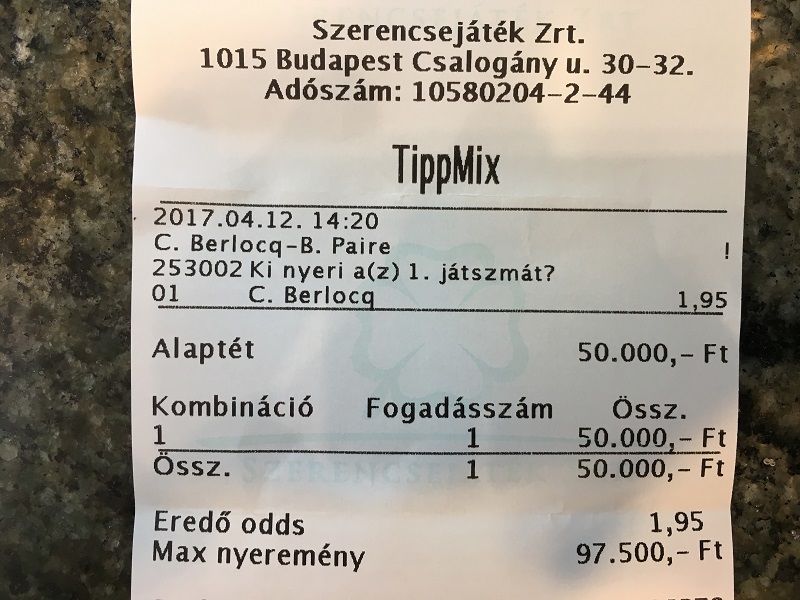 Szerencsejáték Zrt.
1015 Budapest Csalogány u. 30-32.
Adószám: 10580204-2-44
TippMix
2017.04.12. 14:20
C. Berlocq-B. Paire !
253002 Ki nyeri a(z) 1. játszmát?
01 C. Berlocq 1,95
Alaptét 50.000,- Ft
Kombináció Fogadásszám Össz.
1 1 50.000,- Ft
Össz. 1 50.000,- Ft
Eredő odds 1,95
Max nyeremény 97.500,- Ft